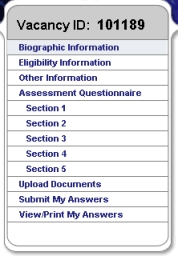 Vacancy ID: 101189
Biographic Information
Eligibility Information
Other Information
Assessment Questionnaire
Section 1
Section 2
Section 3
Section 4
Section 5
Upload Documents
Submit My Answers
View/Print My Answers